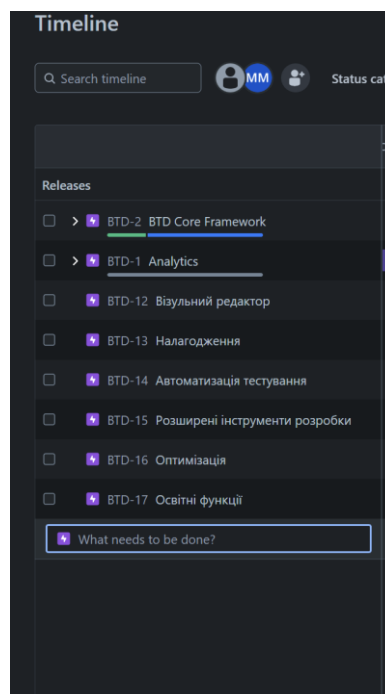 Timeline
Search timeline MM Status cat
Releases
BTD-2 BTD Core Framework
BTD-1 Analytics
BTD-12 Візульний редактор
BTD-13 Налагодження
BTD-14 Автоматизація тестування
BTD-15 Розширені інструменти розробки
BTD-16 Оптимізація
BTD-17 Освітні функції
What needs to be done?